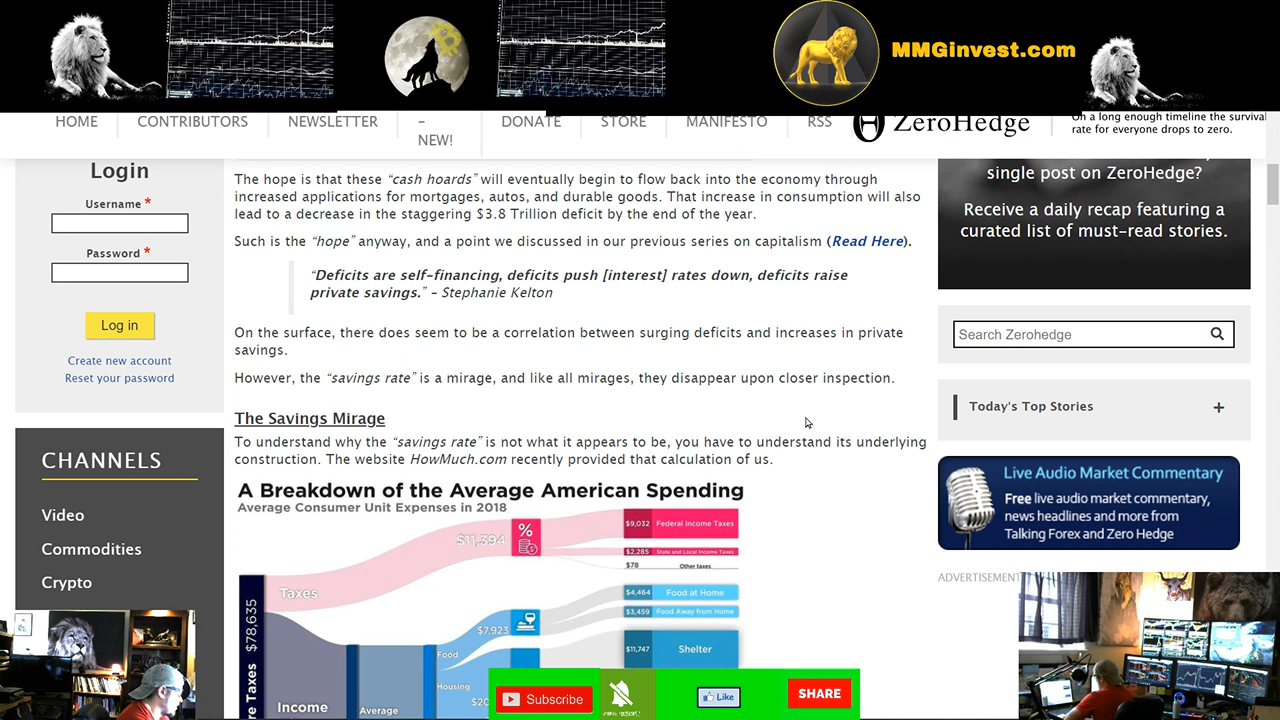 MMGinvest.com
HOME
CONTRIBUTORS
NEWSLETTER
–
NEW!
DONATE
STORE
MANIFESTO
RSS
ZeroHedge
On a long enough timeline the survival
rate for everyone drops to zero.
Login
Username *
Password *
Log in
Create new account
Reset your password
CHANNELS
Video
Commodities
Crypto
The hope is that these “cash hoards” will eventually begin to flow back into the economy through
increased applications for mortgages, autos, and durable goods. That increase in consumption will also
lead to a decrease in the staggering $3.8 Trillion deficit by the end of the year.
Such is the “hope” anyway, and a point we discussed in our previous series on capitalism (Read Here).
“Deficits are self-financing, deficits push [interest] rates down, deficits raise
private savings.” – Stephanie Kelton
On the surface, there does seem to be a correlation between surging deficits and increases in private
savings.
However, the “savings rate” is a mirage, and like all mirages, they disappear upon closer inspection.
The Savings Mirage
To understand why the “savings rate” is not what it appears to be, you have to understand its underlying
construction. The website HowMuch.com recently provided that calculation of us.
A Breakdown of the Average American Spending
Average Consumer Unit Expenses in 2018
$78,635
re Taxes
Taxes
Income
Average
$11,394
%
$9,032 Federal Income Taxes
$2,285 State and Local Income Taxes
$78 Other taxes
$7,923
Food
$4,464 Food at Home
$3,459 Food Away from Home
Housing
$20
$11,747 Shelter
single post on ZeroHedge?
Receive a daily recap featuring a
curated list of must-read stories.
Search Zerohedge
Today's Top Stories +
Live Audio Market Commentary
Free live audio market commentary,
news headlines and more from
Talking Forex and Zero Hedge
ADVERTISEMENT
Subscribe
Like
SHARE